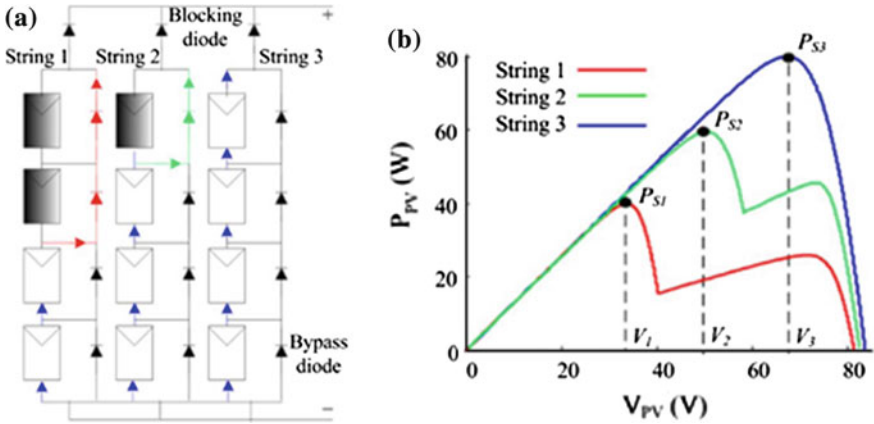 (a)
Blocking
diode
+
String 1
String 2
String 3
Bypass
diode
−
(b)
80
60
40
20
0
P_PV (W)
String 1
String 2
String 3
P_S1
P_S2
P_S3
V_1
V_2
V_3
0
20
40
60
80
V_PV (V)